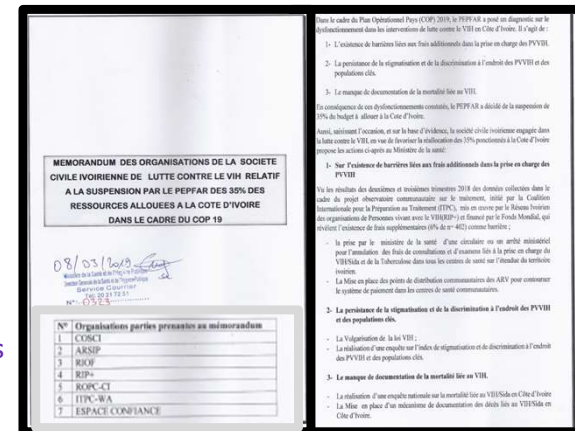 MEMORANDUM DES ORGANISATIONS DE LA SOCIETE
CIVILE IVOIRIENNE DE LUTTE CONTRE LE VIH RELATIF
A LA SUSPENSION PAR LE PEPFAR DES 35% DES
RESSOURCES ALLOUEES A LA COTE D'IVOIRE
DANS LE CADRE DU COP 19
08/03/2019
Service Courrier
N°: 0323
N° Organisations parties prenantes au mémorandum
1 COSCI
2 ARSIP
3 RIOF
4 RIP+
5 ROPC-CI
6 ITPC-WA
7 ESPACE CONFIANCE
s
Dans le cadre du Plan Opérationnel Pays (COP) 2019, le PEPFAR a posé en diagnostic sur le
dysfonctionnement dans les interventions de lutte contre le VIH en Côte d'Ivoire. Il s'agit de :
1- L'existence de barrières liées aux frais additionnels dans la prise en charge des PVVIH.
2- La persistance de la stigmatisation et de la discrimination à l'endroit des PVVIH et des
populations clés.
3- Le manque de documentation de la mortalité liée au VIH.
En conséquence de ces dysfonctionnements constatés, le PEPFAR a décidé de la suspension de
35% du budget à allouer à la Cote d'Ivoire.
Aussi, saisissant l'occasion, et sur la base d'évidence, la société civile ivoirienne engagée dans
la lutte contre le VIH, en vue de favoriser la réallocation des 35% ponctionnés à la Cote d'Ivoire
propose les actions ci-après au Ministère de la santé:
1- Sur l'existence de barrières liées aux frais additionnels dans la prise en charge des
PVVIH
Vu les résultats des deuxièmes et troisièmes trimestres 2018 des données collectées dans le
cadre du projet observatoire communautaire sur le traitement, initié par la Coalition
Internationale pour la Préparation au Traitement (ITPC), mis en œuvre par le Réseau Ivoirien
des organisations de Personnes vivant avec le VIH(RIP+) et financé par le Fonds Mondial, qui
révèlent l'existence de frais supplémentaires (6% de n= 402) comme barrière ;
- la prise par le ministère de la santé d'une circulaire ou un arrêté ministériel
pour l'annulation des frais de consultations et d'examens liés à la prise en charge du
VIH/Sida et de la Tuberculose dans tous les centres de santé sur l'étendue du territoire
ivoirien.
- La Mise en place des points de distribution communautaires des ARV pour contourner
le système de paiement dans les centres de santé communautaires.
2- La persistance de la stigmatisation et de la discrimination à l'endroit des PVVIH
et des populations clés.
- La Vulgarisation de la loi VIH ;
- La réalisation d'une enquête sur l'index de stigmatisation et de discrimination à l'endroit
des PVVIH et des populations clés.
3- Le manque de documentation de la mortalité liée au VIH.
- La réalisation d'une enquête nationale sur la mortalité liée au VIH/Sida en Côte d'Ivoire
- La Mise en place d'un mécanisme de documentation des décès liés au VIH/Sida en
Côte d'Ivoire.